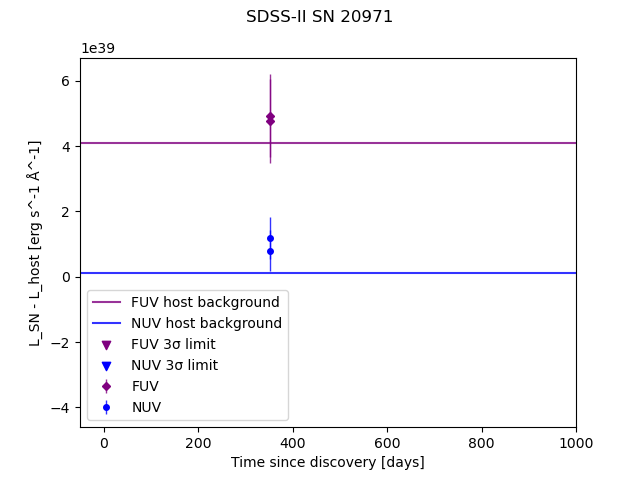 SDSS-II SN 20971
1e39
L_SN - L_host [erg s^-1 Å^-1]
6
4
2
0
−2
−4
FUV host background
NUV host background
FUV 3σ limit
NUV 3σ limit
FUV
NUV
0 200 400 600 800 1000
Time since discovery [days]